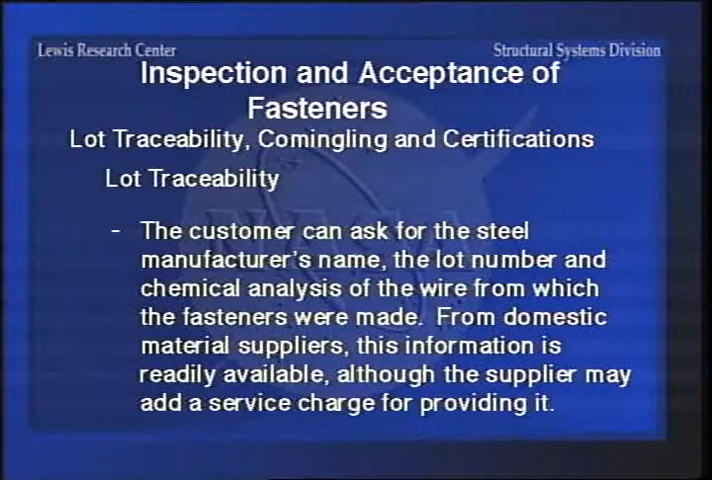 Lewis Research Center
Structural Systems Division
Inspection and Acceptance of
Fasteners
Lot Traceability, Comingling and Certifications
Lot Traceability
- The customer can ask for the steel
manufacturer's name, the lot number and
chemical analysis of the wire from which
the fasteners were made.  From domestic
material suppliers, this information is
readily available, although the supplier may
add a service charge for providing it.
NASA